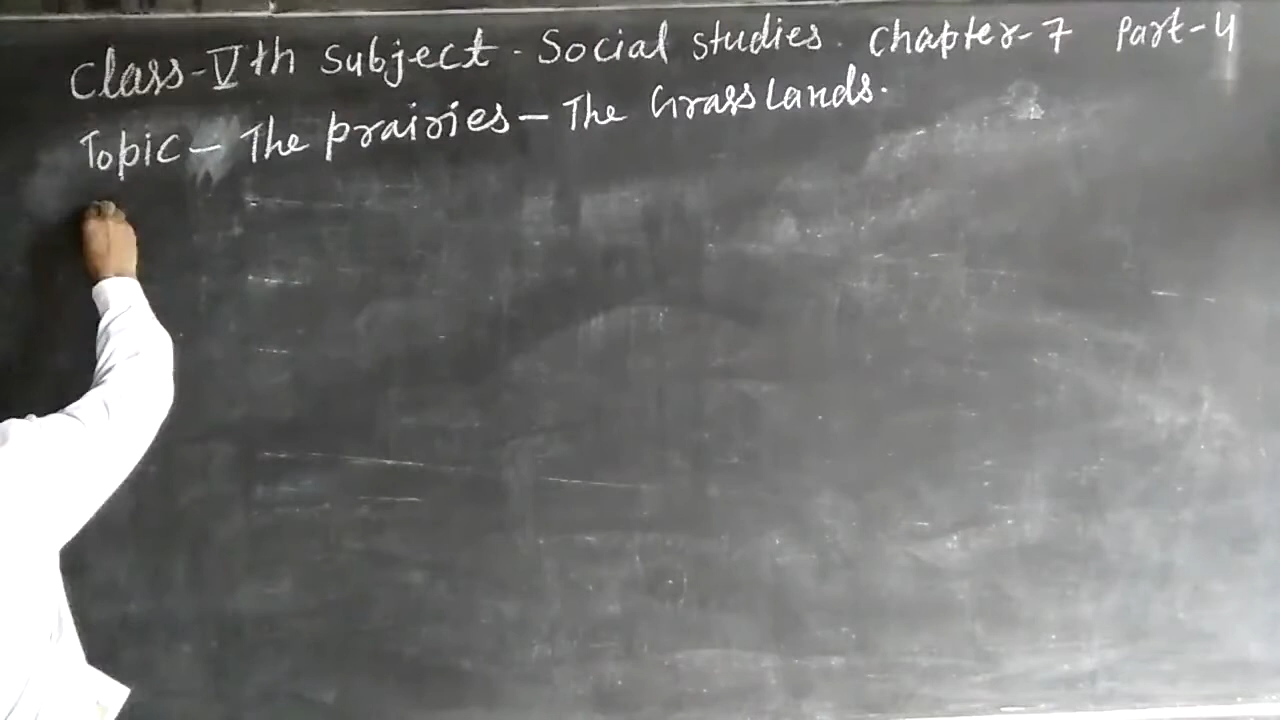 Class-Vth Subject - Social studies. Chapter-7 Part-4
Topic - The prairies - The Grass Lands.